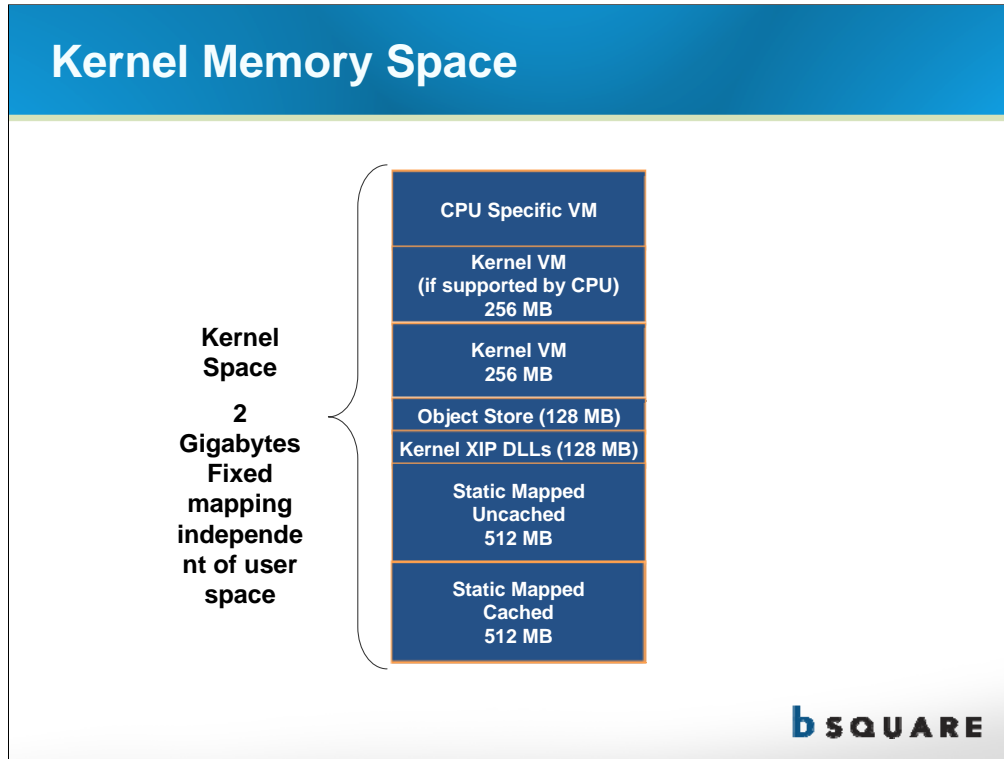 Kernel Memory Space
CPU Specific VM
Kernel VM
(if supported by CPU)
256 MB
Kernel
Space
2
Gigabytes
Fixed
mapping
independe
nt of user
space
Kernel VM
256 MB
Object Store (128 MB)
Kernel XIP DLLs (128 MB)
Static Mapped
Uncached
512 MB
Static Mapped
Cached
512 MB
b SQUARE